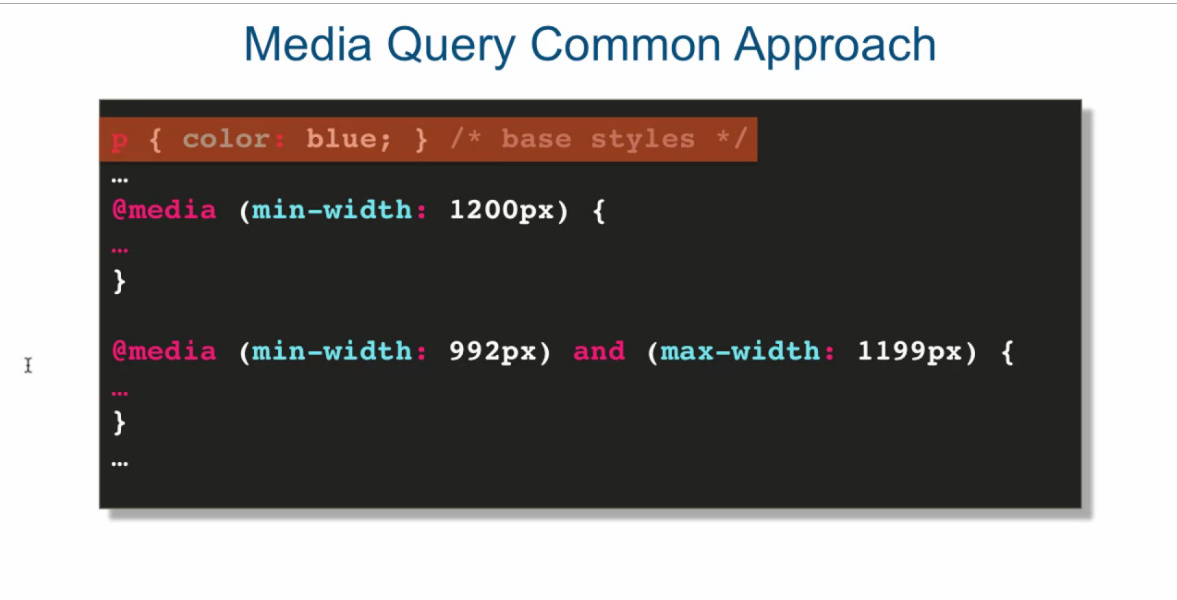 Media Query Common Approach
p { color: blue; } /* base styles */
…
@media (min-width: 1200px) {
…
}
@media (min-width: 992px) and (max-width: 1199px) {
…
}
…